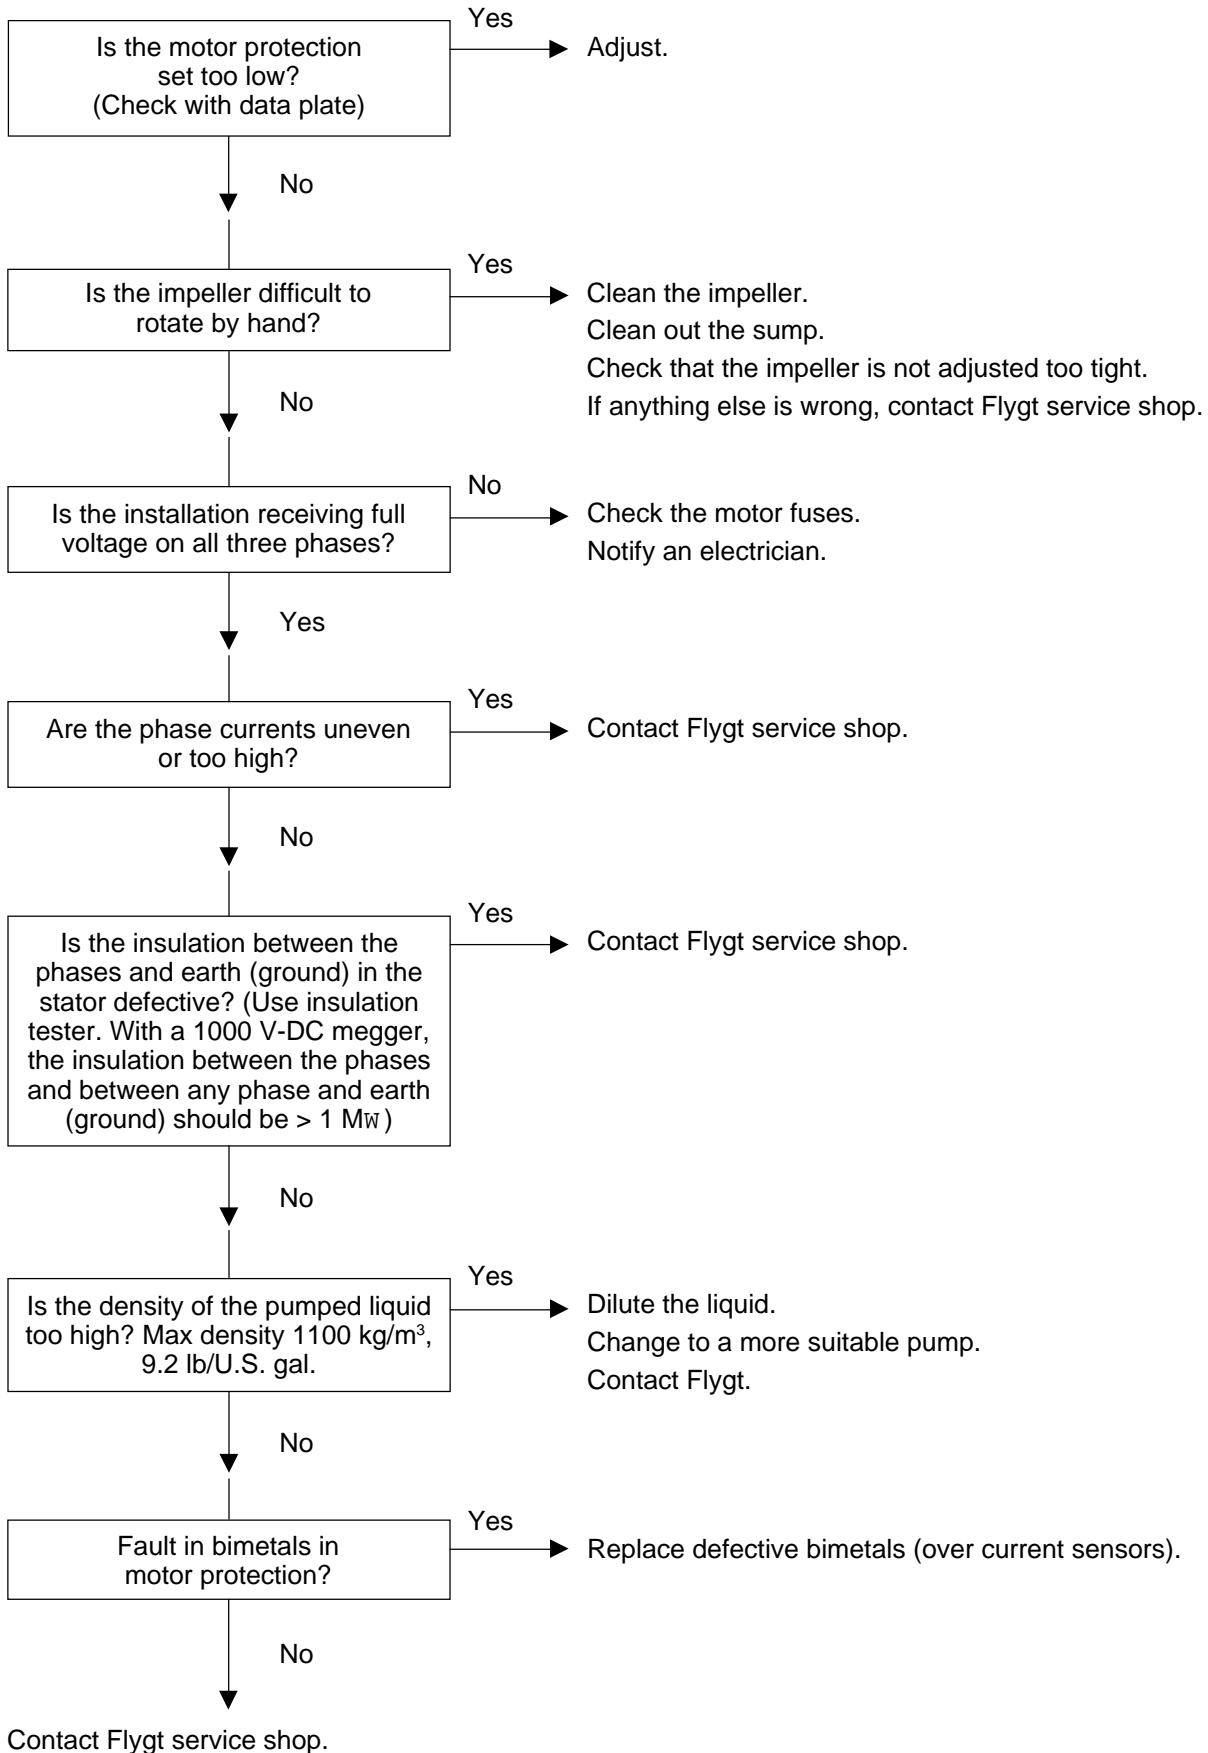 Is the motor protection
set too low?
(Check with data plate)
Yes
Adjust.
No
Is the impeller difficult to
rotate by hand?
Yes
Clean the impeller.
Clean out the sump.
Check that the impeller is not adjusted too tight.
If anything else is wrong, contact Flygt service shop.
No
Is the installation receiving full
voltage on all three phases?
No
Check the motor fuses.
Notify an electrician.
Yes
Are the phase currents uneven
or too high?
Yes
Contact Flygt service shop.
No
Is the insulation between the
phases and earth (ground) in the
stator defective? (Use insulation
tester. With a 1000 V-DC megger,
the insulation between the phases
and between any phase and earth
(ground) should be > 1 MW)
Yes
Contact Flygt service shop.
No
Is the density of the pumped liquid
too high? Max density 1100 kg/m³,
9.2 lb/U.S. gal.
Yes
Dilute the liquid.
Change to a more suitable pump.
Contact Flygt.
No
Fault in bimetals in
motor protection?
Yes
Replace defective bimetals (over current sensors).
No
Contact Flygt service shop.